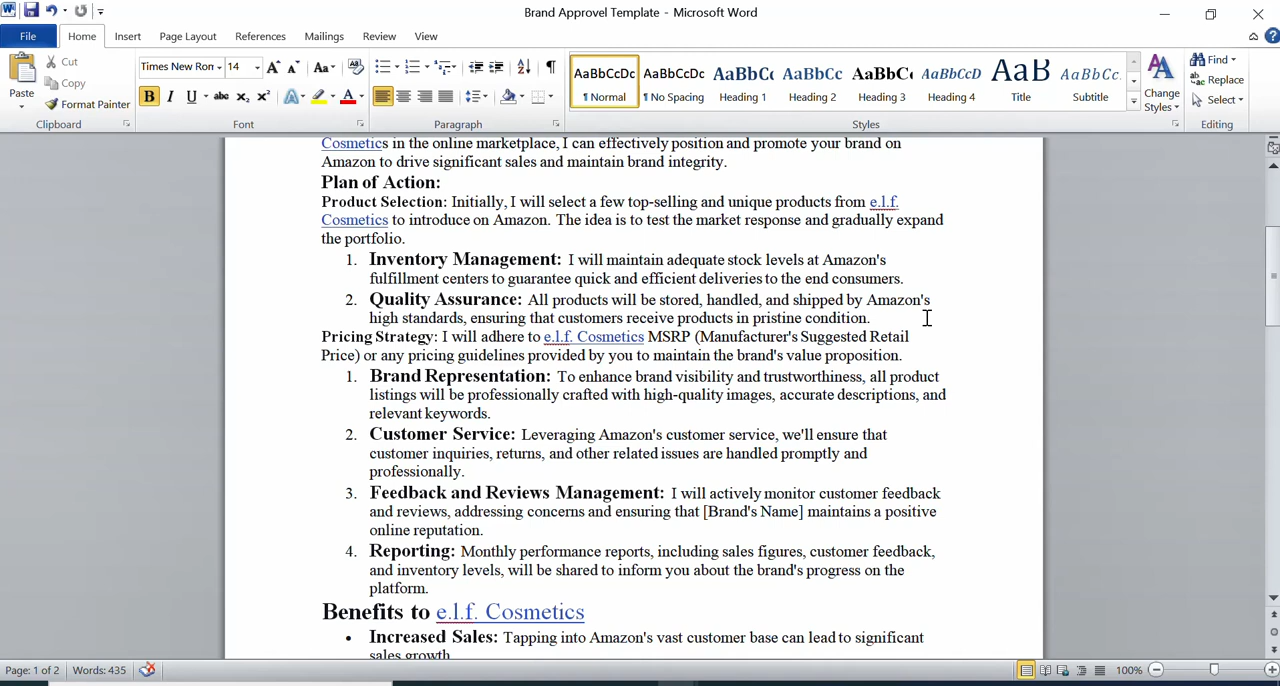 Brand Approvel Template - Microsoft Word
File Home Insert Page Layout References Mailings Review View
Paste Cut Copy Format Painter
Times New Ron 14
AaBbCcDc AaBbCcDc AaBbCc AaBbCc AaBbCc AaBbCcD AaB AaBbCc.
¶ Normal ¶ No Spacing Heading 1 Heading 2 Heading 3 Heading 4 Title Subtitle
Change Styles
Find Replace Select
Clipboard Font Paragraph Styles Editing
Cosmetics in the online marketplace, I can effectively position and promote your brand on
Amazon to drive significant sales and maintain brand integrity.
Plan of Action:
Product Selection: Initially, I will select a few top-selling and unique products from e.l.f.
Cosmetics to introduce on Amazon. The idea is to test the market response and gradually expand
the portfolio.
1. Inventory Management: I will maintain adequate stock levels at Amazon's
fulfillment centers to guarantee quick and efficient deliveries to the end consumers.
2. Quality Assurance: All products will be stored, handled, and shipped by Amazon's
high standards, ensuring that customers receive products in pristine condition.
Pricing Strategy: I will adhere to e.l.f. Cosmetics MSRP (Manufacturer's Suggested Retail
Price) or any pricing guidelines provided by you to maintain the brand's value proposition.
1. Brand Representation: To enhance brand visibility and trustworthiness, all product
listings will be professionally crafted with high-quality images, accurate descriptions, and
relevant keywords.
2. Customer Service: Leveraging Amazon's customer service, we'll ensure that
customer inquiries, returns, and other related issues are handled promptly and
professionally.
3. Feedback and Reviews Management: I will actively monitor customer feedback
and reviews, addressing concerns and ensuring that [Brand's Name] maintains a positive
online reputation.
4. Reporting: Monthly performance reports, including sales figures, customer feedback,
and inventory levels, will be shared to inform you about the brand's progress on the
platform.
Benefits to e.l.f. Cosmetics
• Increased Sales: Tapping into Amazon's vast customer base can lead to significant
sales growth
Page: 1 of 2 Words: 435 100%